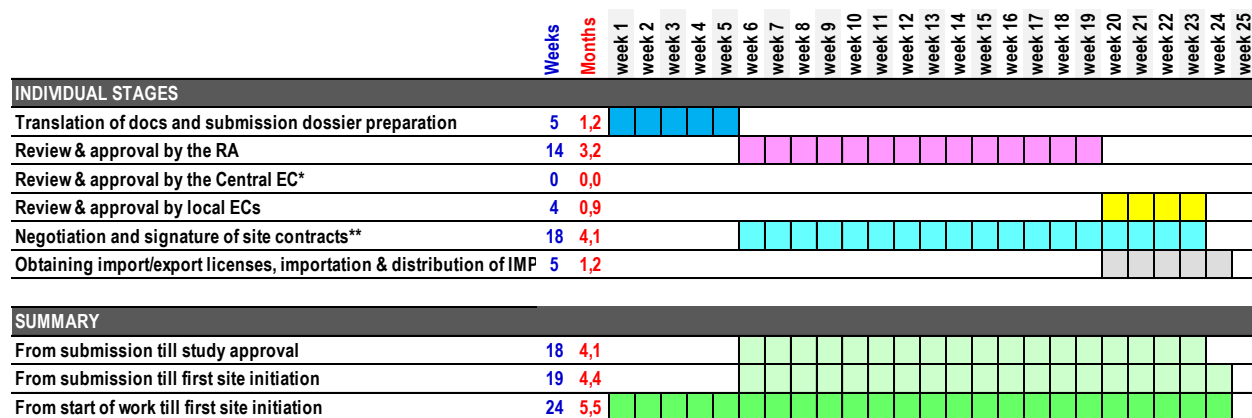 Weeks Months week 1 week 2 week 3 week 4 week 5 week 6 week 7 week 8 week 9 week 10 week 11 week 12 week 13 week 14 week 15 week 16 week 17 week 18 week 19 week 20 week 21 week 22 week 23 week 24 week 25
INDIVIDUAL STAGES
Translation of docs and submission dossier preparation 5 1,2
Review & approval by the RA 14 3,2
Review & approval by the Central EC* 0 0,0
Review & approval by local ECs 4 0,9
Negotiation and signature of site contracts** 18 4,1
Obtaining import/export licenses, importation & distribution of IMP 5 1,2
SUMMARY
From submission till study approval 18 4,1
From submission till first site initiation 19 4,4
From start of work till first site initiation 24 5,5